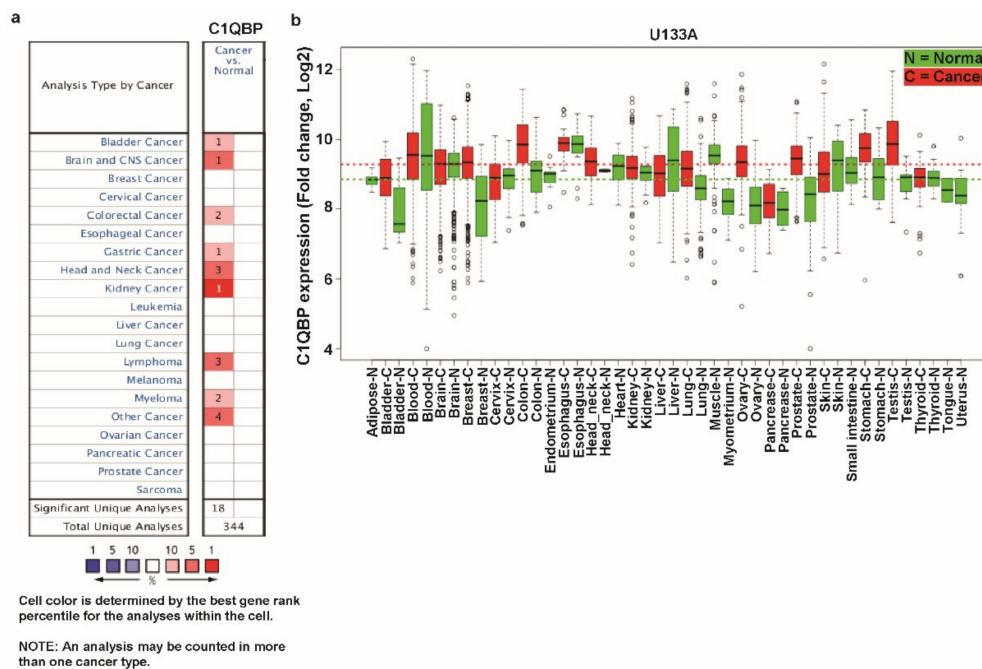 a
C1QBP
Analysis Type by Cancer
Cancer
vs.
Normal
Bladder Cancer 1
Brain and CNS Cancer 1
Breast Cancer
Cervical Cancer
Colorectal Cancer 2
Esophageal Cancer
Gastric Cancer 1
Head and Neck Cancer 3
Kidney Cancer 1
Leukemia
Liver Cancer
Lung Cancer
Lymphoma 3
Melanoma
Myeloma 2
Other Cancer 4
Ovarian Cancer
Pancreatic Cancer
Prostate Cancer
Sarcoma
Significant Unique Analyses 18
Total Unique Analyses 344
1 5 10 10 5 1
%
Cell color is determined by the best gene rank
percentile for the analyses within the cell.
NOTE: An analysis may be counted in more
than one cancer type.
b
U133A
N = Normal
C = Cancer
C1QBP expression (Fold change, Log2)
12
10
8
6
4
Adipose-N
Bladder-C
Bladder-N
Blood-C
Blood-N
Brain-C
Brain-N
Breast-C
Breast-N
Cervix-C
Cervix-N
Colon-C
Colon-N
Endometrium-N
Esophagus-C
Esophagus-N
Head_neck-C
Head_neck-N
Heart-N
Kidney-C
Kidney-N
Liver-C
Liver-N
Lung-C
Lung-N
Muscle-N
Myometrium-N
Ovary-C
Ovary-N
Pancrease-C
Pancrease-N
Prostate-C
Prostate-N
Skin-C
Skin-N
Small intestine-N
Stomach-C
Stomach-N
Testis-C
Testis-N
Thyroid-C
Thyroid-N
Tongue-N
Uterus-N